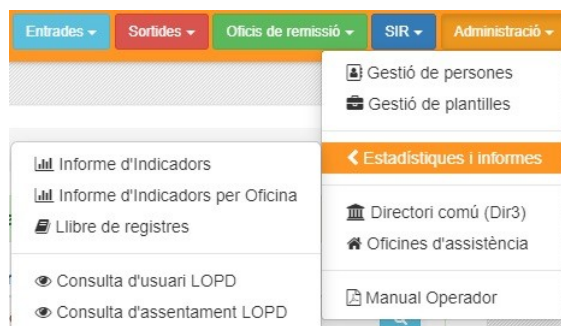 Entrades
Sortides
Oficis de remissió
SIR
Administració
Gestió de persones
Gestió de plantilles
Estadístiques i informes
Informe d'Indicadors
Informe d'Indicadors per Oficina
Llibre de registres
Consulta d'usuari LOPD
Consulta d'assentament LOPD
Directori comú (Dir3)
Oficines d'assistència
Manual Operador